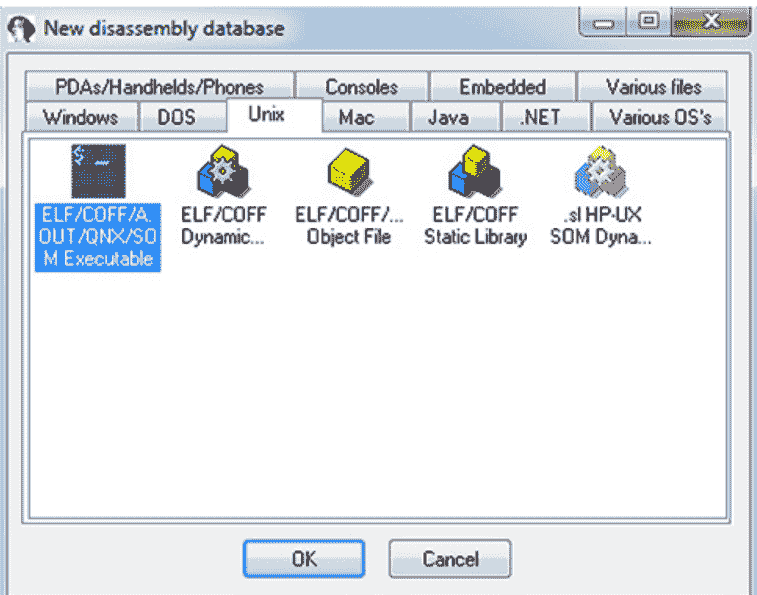 New disassembly database
PDAs/Handhelds/Phones Consoles Embedded Various files
Windows DOS Unix Mac Java .NET Various OS's
$ _
ELF/COFF/A.
OUT/QNX/SO
M Executable
ELF/COFF
Dynamic...
ELF/COFF/...
Object File
ELF/COFF
Static Library
.sl HP-UX
SOM Dyna...
OK Cancel